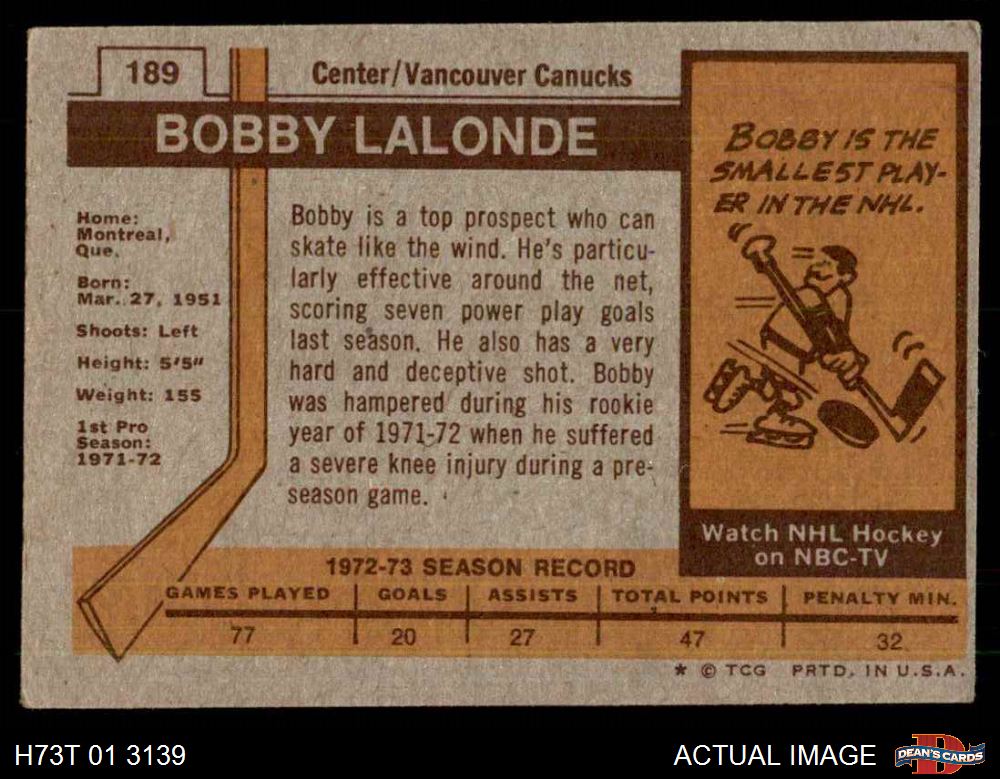 189
Center/Vancouver Canucks
BOBBY LALONDE
Home:
Montreal,
Que.
Born:
Mar. 27, 1951
Shoots: Left
Height: 5'5"
Weight: 155
1st Pro
Season:
1971-72
Bobby is a top prospect who can
skate like the wind. He's particu-
larly effective around the net,
scoring seven power play goals
last season. He also has a very
hard and deceptive shot. Bobby
was hampered during his rookie
year of 1971-72 when he suffered
a severe knee injury during a pre-
season game.
BOBBY IS THE
SMALLEST PLAY-
ER IN THE NHL.
Watch NHL Hockey
on NBC-TV
1972-73 SEASON RECORD
GAMES PLAYED GOALS ASSISTS TOTAL POINTS PENALTY MIN.
77 20 27 47 32
* © TCG PRTD. IN U.S.A.
H73T 01 3139
ACTUAL IMAGE
DEAN'S CARDS